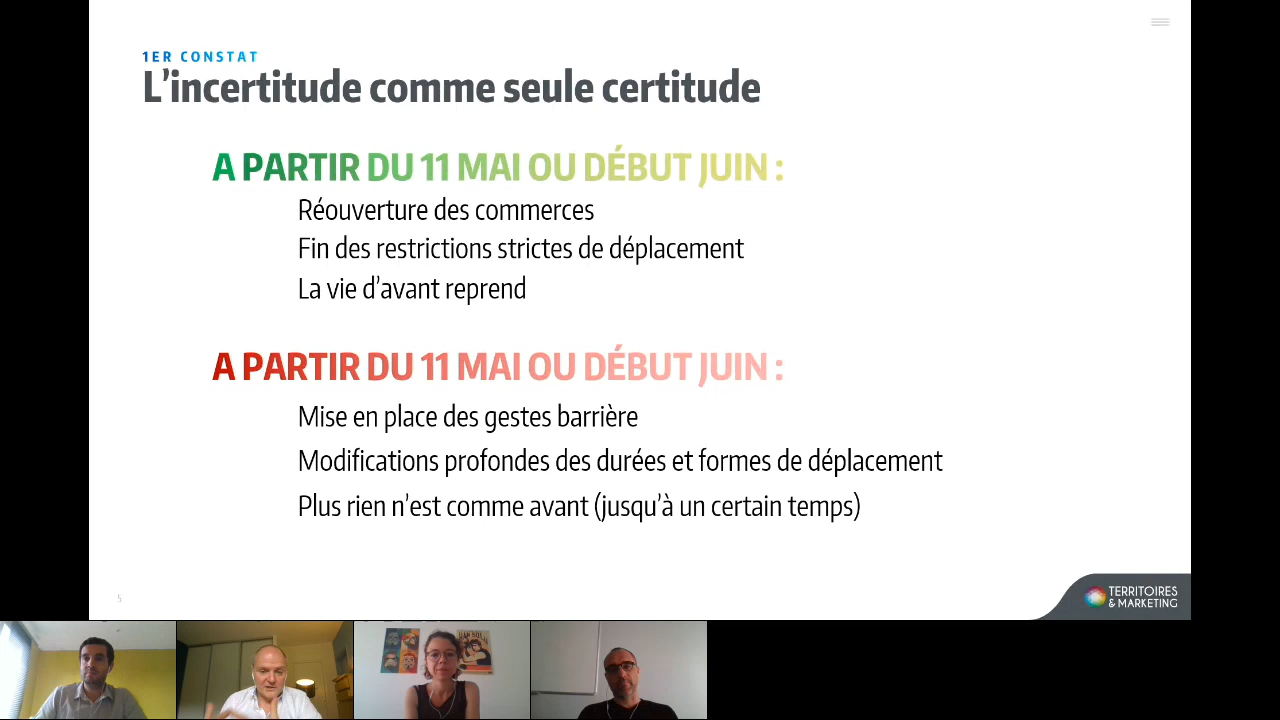 1ER CONSTAT
L’incertitude comme seule certitude
A PARTIR DU 11 MAI OU DÉBUT JUIN :
Réouverture des commerces
Fin des restrictions strictes de déplacement
La vie d’avant reprend
A PARTIR DU 11 MAI OU DÉBUT JUIN :
Mise en place des gestes barrière
Modifications profondes des durées et formes de déplacement
Plus rien n’est comme avant (jusqu’à un certain temps)
5
TERRITOIRES
& MARKETING
HAN SOLO